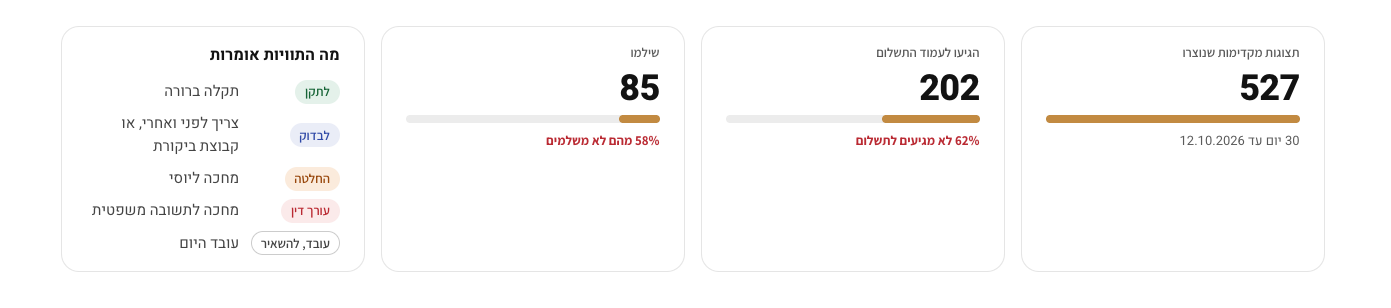 תצוגות מקדימות שנוצרו
527
30 יום עד 12.10.2026
הגיעו לעמוד התשלום
202
62% לא מגיעים לתשלום
שילמו
85
58% מהם לא משלמים
מה התוויות אומרות
לתקן תקלה ברורה
לבדוק צריך לפני ואחרי, או
קבוצת ביקורת
החלטה מחכה ליוסי
עורך דין מחכה לתשובה משפטית
עובד, להשאיר עובד היום